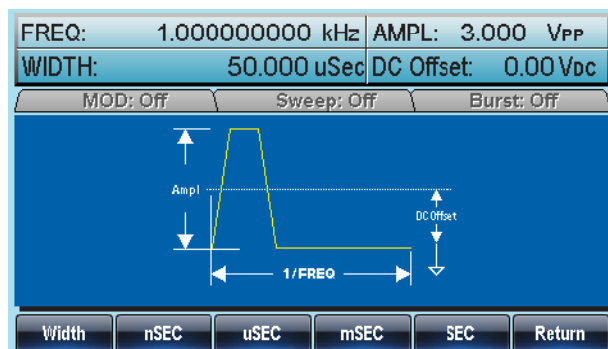 FREQ: 1.000000000 kHz AMPL: 3.000 VPP
WIDTH: 50.000 uSec DC Offset: 0.00 VDC
MOD: Off Sweep: Off Burst: Off
Ampl
DC Offset
1/FREQ
Width nSEC uSEC mSEC SEC Return